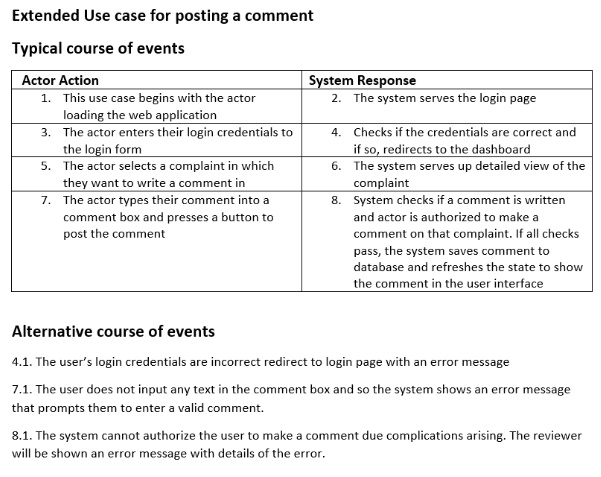 Extended Use case for posting a comment
Typical course of events
Actor Action
System Response
1. This use case begins with the actor
loading the web application
2. The system serves the login page
3. The actor enters their login credentials to
the login form
4. Checks if the credentials are correct and
if so, redirects to the dashboard
5. The actor selects a complaint in which
they want to write a comment in
6. The system serves up detailed view of the
complaint
7. The actor types their comment into a
comment box and presses a button to
post the comment
8. System checks if a comment is written
and actor is authorized to make a
comment on that complaint. If all checks
pass, the system saves comment to
database and refreshes the state to show
the comment in the user interface
Alternative course of events
4.1. The user's login credentials are incorrect redirect to login page with an error message
7.1. The user does not input any text in the comment box and so the system shows an error message
that prompts them to enter a valid comment.
8.1. The system cannot authorize the user to make a comment due complications arising. The reviewer
will be shown an error message with details of the error.